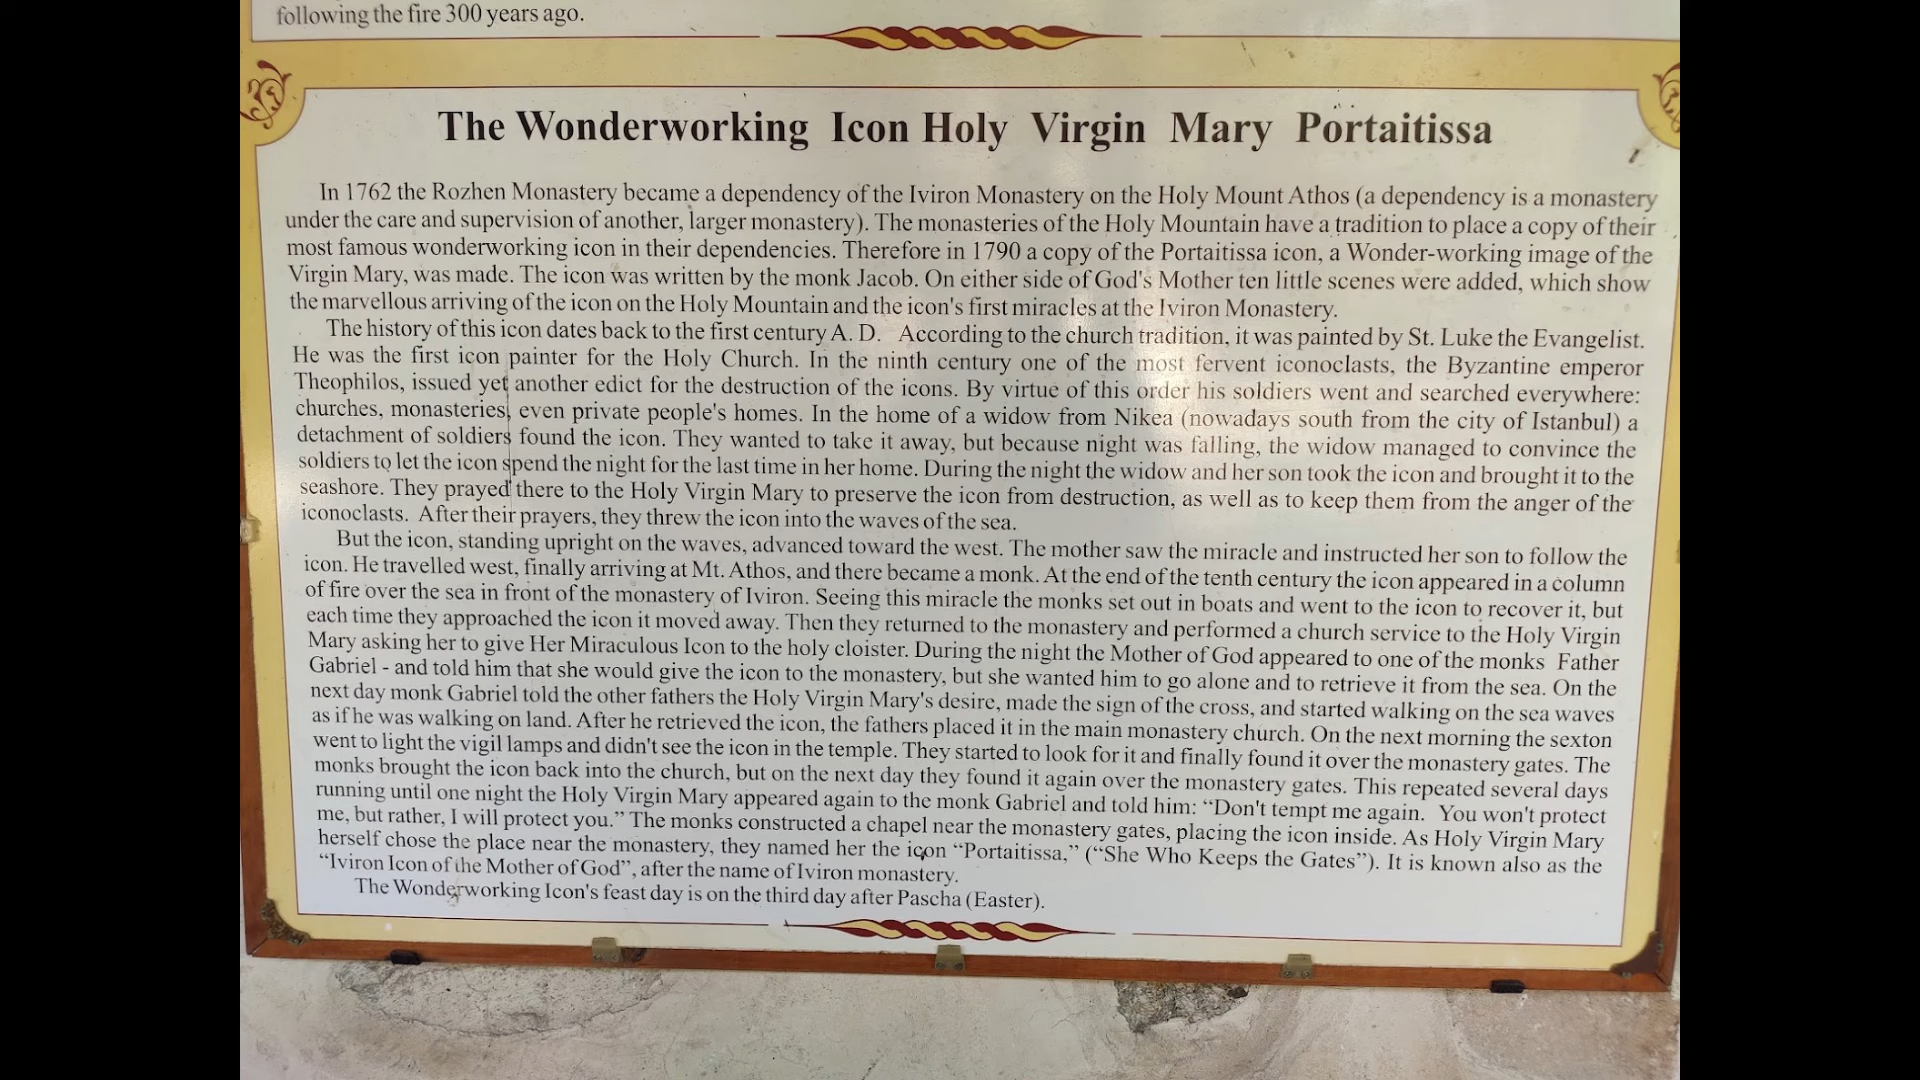 following the fire 300 years ago.
The Wonderworking Icon Holy Virgin Mary Portaitissa
In 1762 the Rozhen Monastery became a dependency of the Iviron Monastery on the Holy Mount Athos (a dependency is a monastery
under the care and supervision of another, larger monastery). The monasteries of the Holy Mountain have a tradition to place a copy of their
most famous wonderworking icon in their dependencies. Therefore in 1790 a copy of the Portaitissa icon, a Wonder-working image of the
Virgin Mary, was made. The icon was written by the monk Jacob. On either side of God's Mother ten little scenes were added, which show
the marvellous arriving of the icon on the Holy Mountain and the icon's first miracles at the Iviron Monastery.
The history of this icon dates back to the first century A. D. According to the church tradition, it was painted by St. Luke the Evangelist.
He was the first icon painter for the Holy Church. In the ninth century one of the most fervent iconoclasts, the Byzantine emperor
Theophilos, issued yet another edict for the destruction of the icons. By virtue of this order his soldiers went and searched everywhere:
churches, monasteries, even private people's homes. In the home of a widow from Nikea (nowadays south from the city of Istanbul) a
detachment of soldiers found the icon. They wanted to take it away, but because night was falling, the widow managed to convince the
soldiers to let the icon spend the night for the last time in her home. During the night the widow and her son took the icon and brought it to the
seashore. They prayed there to the Holy Virgin Mary to preserve the icon from destruction, as well as to keep them from the anger of the
iconoclasts. After their prayers, they threw the icon into the waves of the sea.
But the icon, standing upright on the waves, advanced toward the west. The mother saw the miracle and instructed her son to follow the
icon. He travelled west, finally arriving at Mt. Athos, and there became a monk. At the end of the tenth century the icon appeared in a column
of fire over the sea in front of the monastery of Iviron. Seeing this miracle the monks set out in boats and went to the icon to recover it, but
each time they approached the icon it moved away. Then they returned to the monastery and performed a church service to the Holy Virgin
Mary asking her to give Her Miraculous Icon to the holy cloister. During the night the Mother of God appeared to one of the monks Father
Gabriel - and told him that she would give the icon to the monastery, but she wanted him to go alone and to retrieve it from the sea. On the
next day monk Gabriel told the other fathers the Holy Virgin Mary's desire, made the sign of the cross, and started walking on the sea waves
as if he was walking on land. After he retrieved the icon, the fathers placed it in the main monastery church. On the next morning the sexton
went to light the vigil lamps and didn't see the icon in the temple. They started to look for it and finally found it over the monastery gates. The
monks brought the icon back into the church, but on the next day they found it again over the monastery gates. This repeated several days
running until one night the Holy Virgin Mary appeared again to the monk Gabriel and told him: “Don't tempt me again. You won't protect
me, but rather, I will protect you.” The monks constructed a chapel near the monastery gates, placing the icon inside. As Holy Virgin Mary
herself chose the place near the monastery, they named her the icon “Portaitissa,” (“She Who Keeps the Gates”). It is known also as the
“Iviron Icon of the Mother of God”, after the name of Iviron monastery.
The Wonderworking Icon's feast day is on the third day after Pascha (Easter).